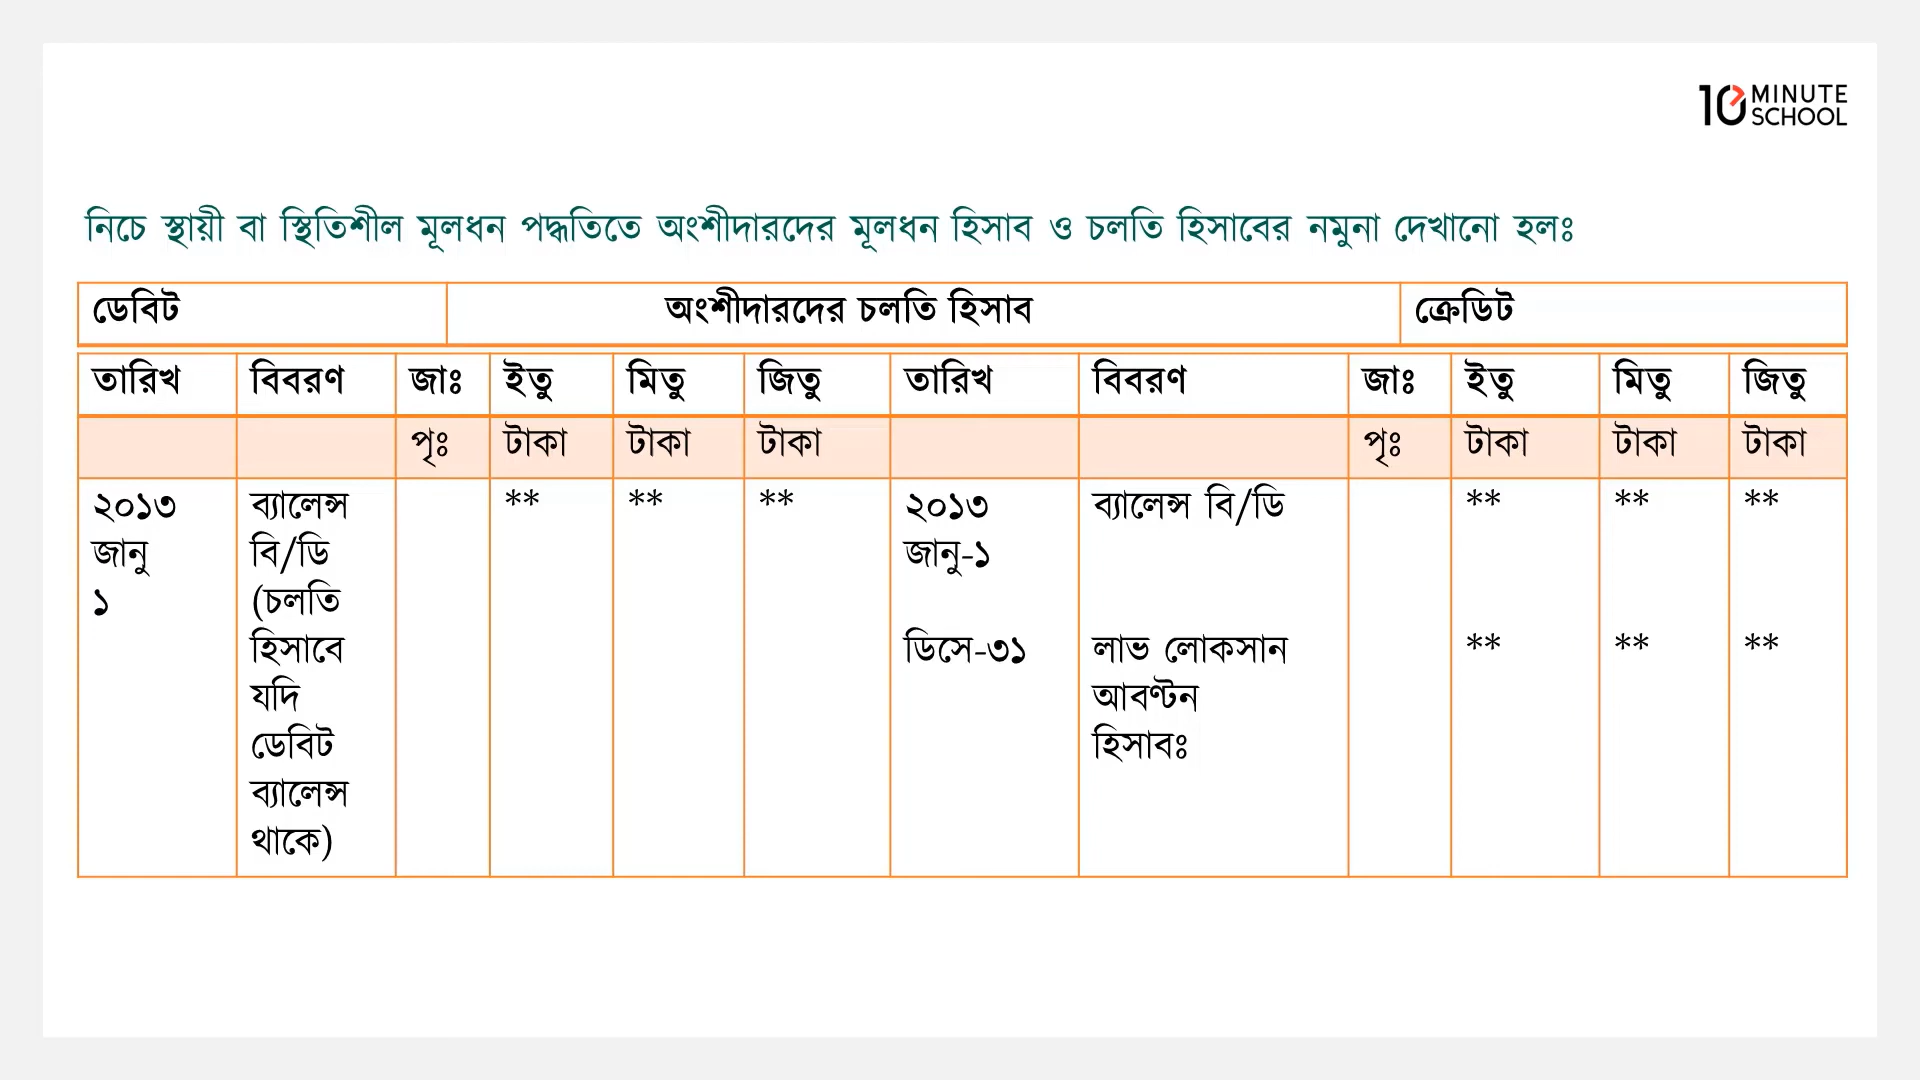 10 MINUTE
SCHOOL
নিচে স্থায়ী বা স্থিতিশীল মূলধন পদ্ধতিতে অংশীদারদের মূলধন হিসাব ও চলতি হিসাবের নমুনা দেখানো হলঃ
ডেবিট অংশীদারদের চলতি হিসাব ক্রেডিট
তারিখ বিবরণ জাঃ ইতু মিতু জিতু তারিখ বিবরণ জাঃ ইতু মিতু জিতু
পৃঃ টাকা টাকা টাকা পৃঃ টাকা টাকা টাকা
২০১৩ ব্যালেন্স ** ** ** ২০১৩ ব্যালেন্স বি/ডি ** ** **
জানু বি/ডি জানু-১
১ (চলতি
হিসাবে ডিসে-৩১ লাভ লোকসান ** ** **
যদি আবণ্টন
ডেবিট হিসাবঃ
ব্যালেন্স
থাকে)